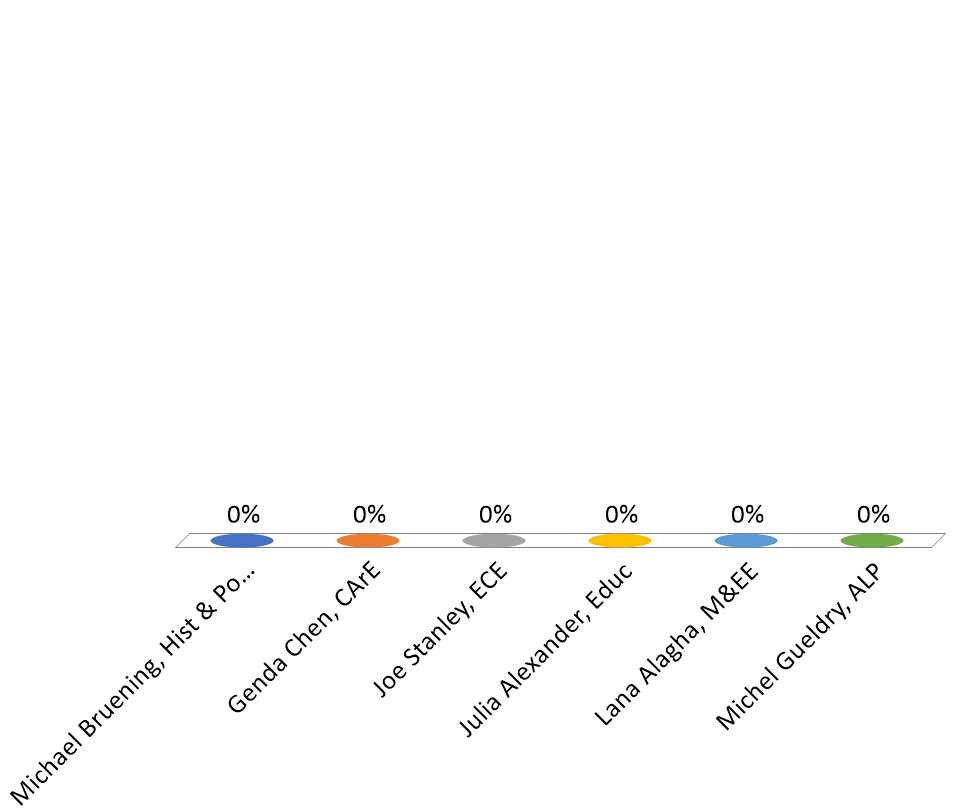 0%
0%
0%
0%
0%
0%
Michael Bruening, Hist & Po...
Genda Chen, CArE
Joe Stanley, ECE
Julia Alexander, Educ
Lana Alagha, M&EE
Michel Gueldry, ALP